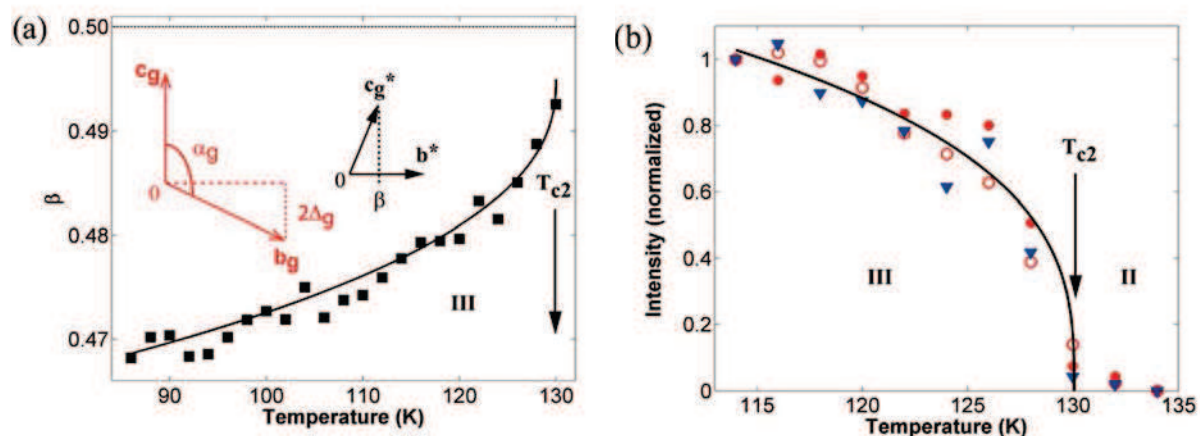 (a)
0.50
0.49
0.48
0.47
β
cg
αg
0
2Δg
bg
cg*
b*
0
β
Tc2
III
90
100
110
120
130
Temperature (K)
(b)
1
0.8
0.6
0.4
0.2
0
Intensity (normalized)
Tc2
III
II
115
120
125
130
135
Temperature (K)